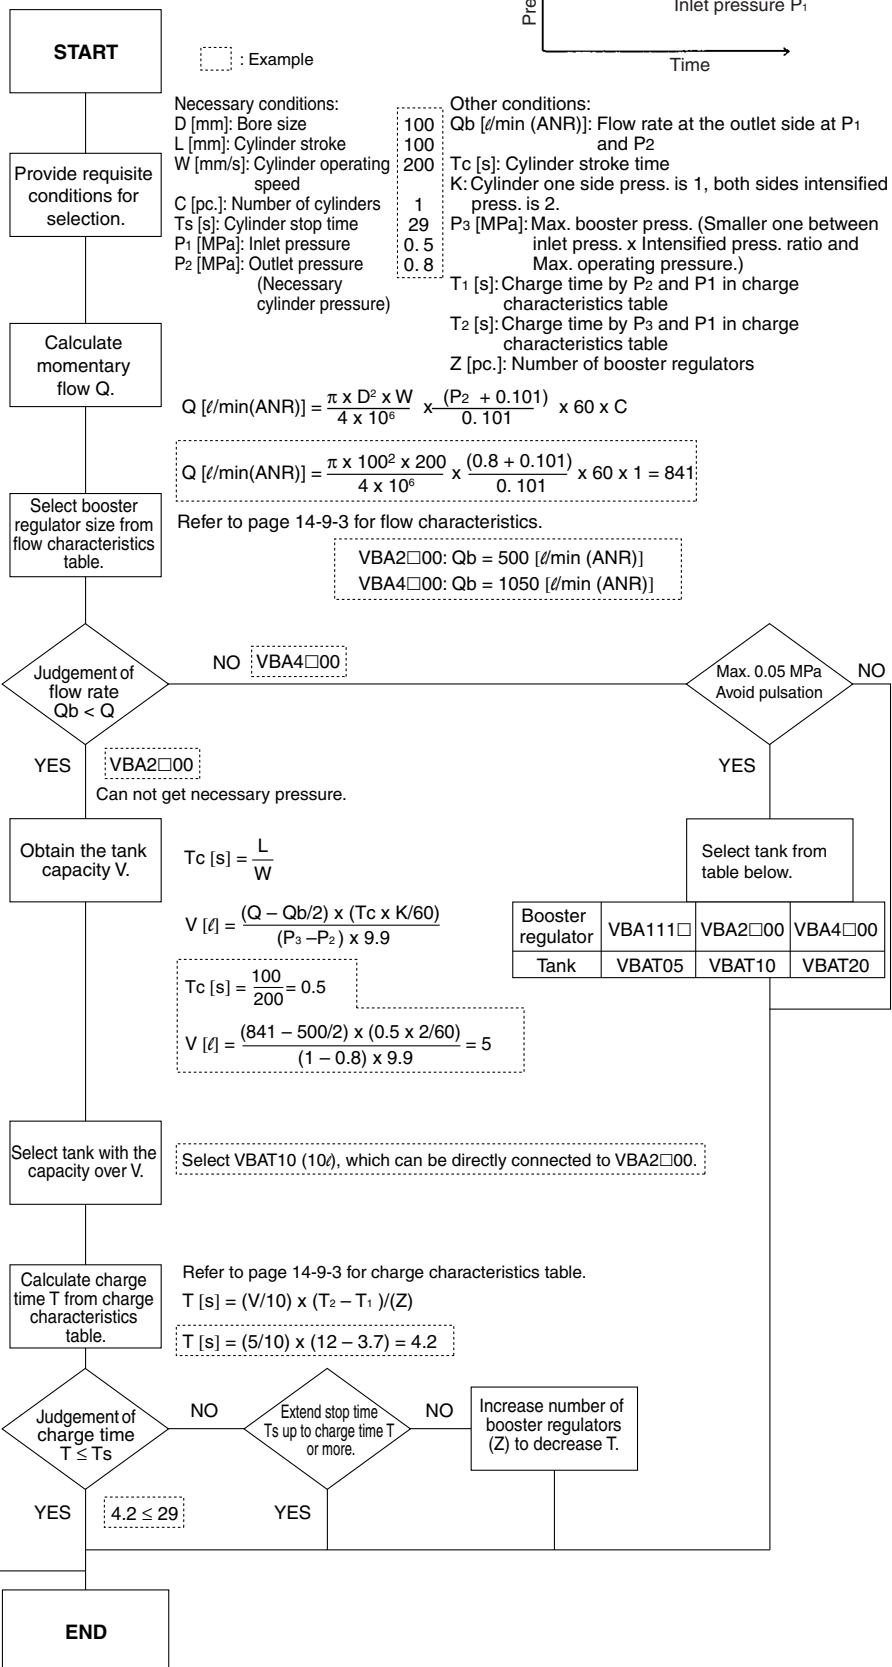 Pre
Inlet pressure P1
Time
START
: Example
Necessary conditions:
D [mm]: Bore size 100
L [mm]: Cylinder stroke 100
W [mm/s]: Cylinder operating speed 200
C [pc.]: Number of cylinders 1
Ts [s]: Cylinder stop time 29
P1 [MPa]: Inlet pressure 0.5
P2 [MPa]: Outlet pressure 0.8
(Necessary
cylinder pressure)
Other conditions:
Qb [ℓ/min (ANR)]: Flow rate at the outlet side at P1
and P2
Tc [s]: Cylinder stroke time
K: Cylinder one side press. is 1, both sides intensified
press. is 2.
P3 [MPa]: Max. booster press. (Smaller one between
inlet press. x Intensified press. ratio and
Max. operating pressure.)
T1 [s]: Charge time by P2 and P1 in charge
characteristics table
T2 [s]: Charge time by P3 and P1 in charge
characteristics table
Z [pc.]: Number of booster regulators
Provide requisite
conditions for
selection.
Calculate
momentary
flow Q.
Q [ℓ/min(ANR)] = π x D² x W / 4 x 10⁶ x (P2 + 0.101) / 0.101 x 60 x C
Q [ℓ/min(ANR)] = π x 100² x 200 / 4 x 10⁶ x (0.8 + 0.101) / 0.101 x 60 x 1 = 841
Select booster
regulator size from
flow characteristics
table.
Refer to page 14-9-3 for flow characteristics.
VBA2□00: Qb = 500 [ℓ/min (ANR)]
VBA4□00: Qb = 1050 [ℓ/min (ANR)]
Judgement of
flow rate
Qb < Q
NO VBA4□00
Max. 0.05 MPa
Avoid pulsation
NO
YES VBA2□00
Can not get necessary pressure.
YES
Obtain the tank
capacity V.
Tc [s] = L / W
V [ℓ] = (Q – Qb/2) x (Tc x K/60) / (P3 –P2 ) x 9.9
Tc [s] = 100 / 200 = 0.5
V [ℓ] = (841 – 500/2) x (0.5 x 2/60) / (1 – 0.8) x 9.9 = 5
Select tank from
table below.
Booster
regulator VBA111□ VBA2□00 VBA4□00
Tank VBAT05 VBAT10 VBAT20
Select tank with the
capacity over V.
Select VBAT10 (10ℓ), which can be directly connected to VBA2□00.
Calculate charge
time T from charge
characteristics
table.
Refer to page 14-9-3 for charge characteristics table.
T [s] = (V/10) x (T2 – T1 )/(Z)
T [s] = (5/10) x (12 – 3.7) = 4.2
Judgement of
charge time
T ≤ Ts
NO
Extend stop time
Ts up to charge time T
or more.
NO
Increase number of
booster regulators
(Z) to decrease T.
YES 4.2 ≤ 29
YES
END